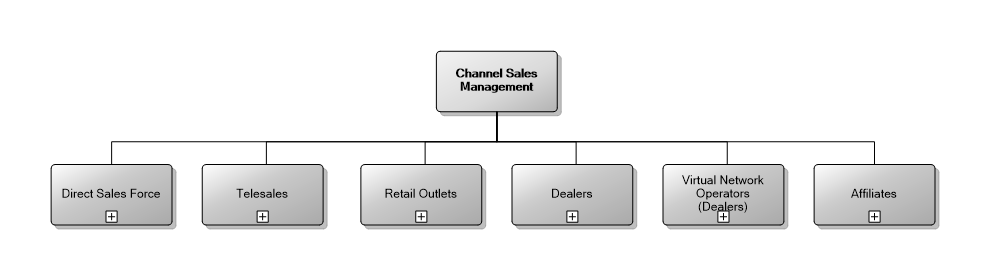 Channel Sales
Management
Direct Sales Force
Telesales
Retail Outlets
Dealers
Virtual Network
Operators
(Dealers)
Affiliates